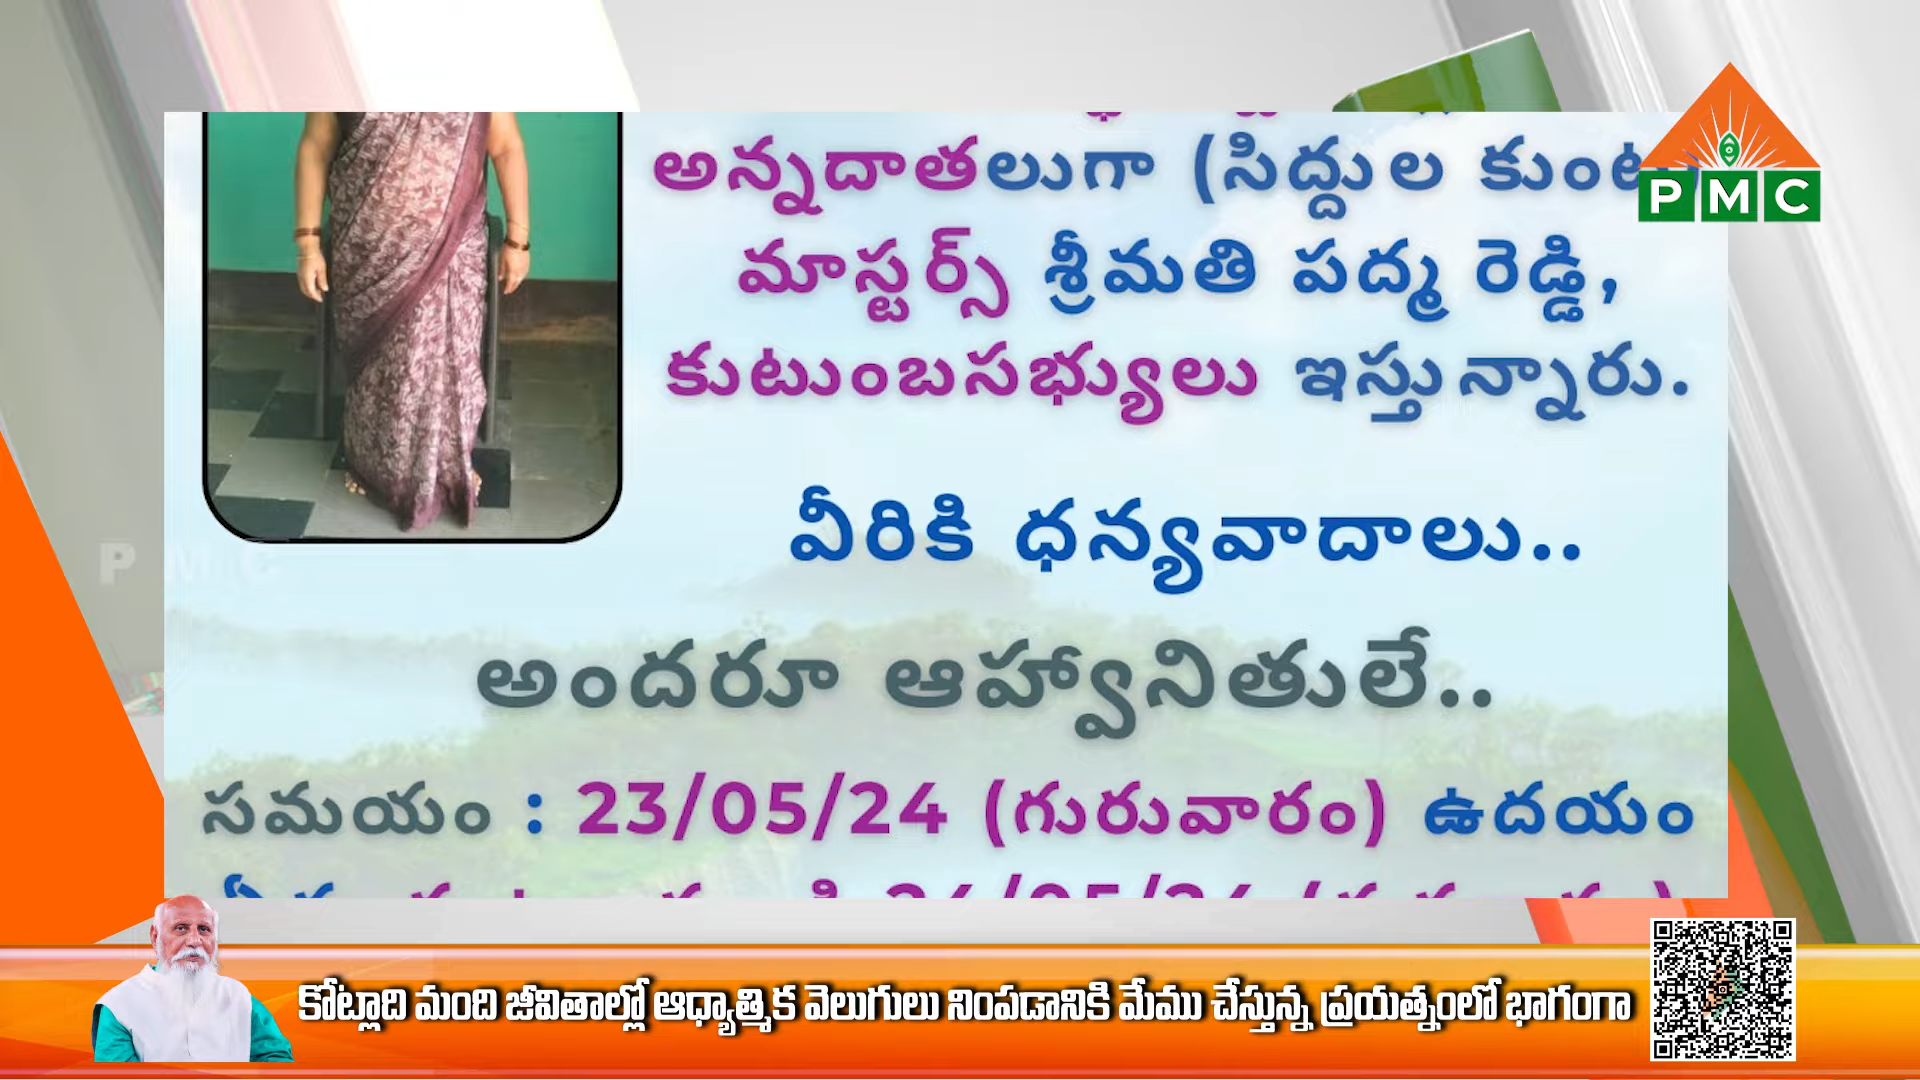 అన్నదాతలుగా (సిద్దుల
మాస్టర్స్ శ్రీమతి పద్మ రెడ్డి,
కుటుంబసభ్యులు ఇస్తున్నారు.
వీరికి ధన్యవాదాలు..
అందరూ ఆహ్వానితులే..
సమయం : 23/05/24 (గురువారం) ఉదయం
PMC
PMC
కోట్లాది మంది జీవితాల్లో ఆధ్యాత్మిక వెలుగులు నింపడానికి మేము చేస్తున్న ప్రయత్నంలో భాగంగా